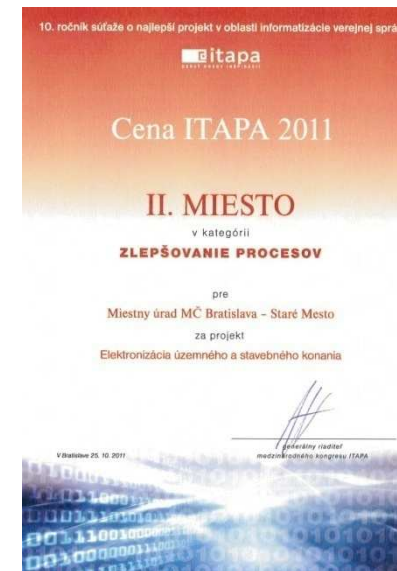 10. ročník súťaže o najlepší projekt v oblasti informatizácie verejnej sprá
itapa
Cena ITAPA 2011
II. MIESTO
v kategórii
ZLEPŠOVANIE PROCESOV
pre
Miestny úrad MČ Bratislava – Staré Mesto
za projekt
Elektronizácia územného a stavebného konania
generálny riaditeľ
V Bratislave 25. 10. 2011 medzinárodného kongresu ITAPA